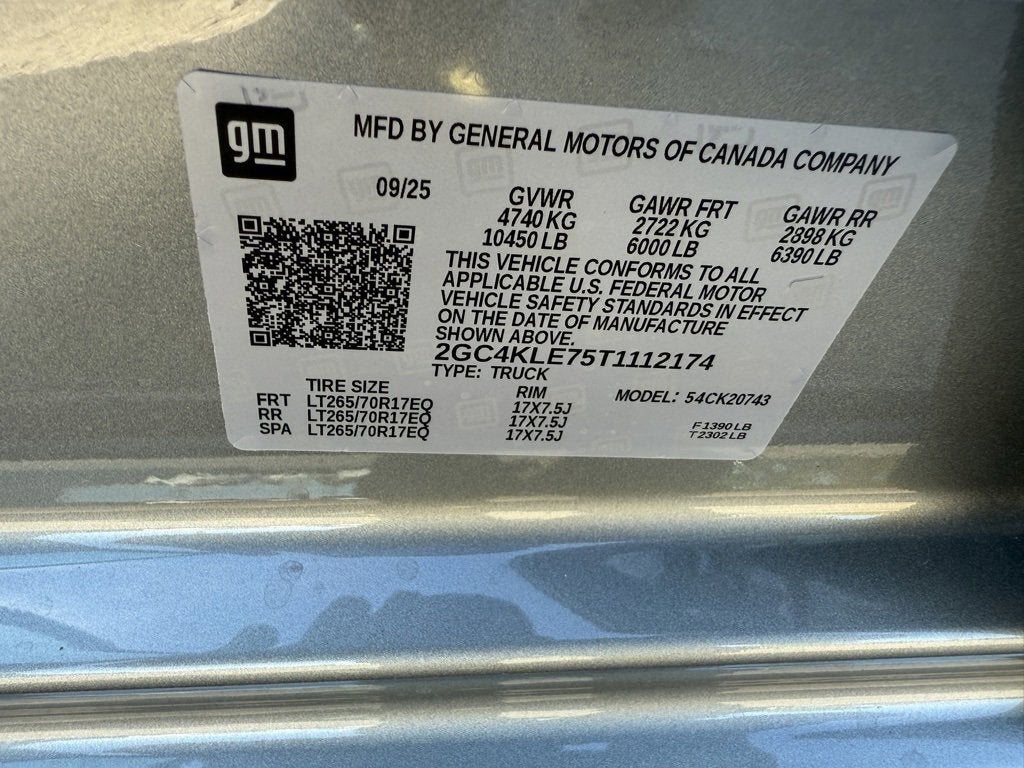 gm
MFD BY GENERAL MOTORS OF CANADA COMPANY
09/25
GVWR GAWR FRT GAWR RR
4740 KG 2722 KG 2898 KG
10450 LB 6000 LB 6390 LB
THIS VEHICLE CONFORMS TO ALL
APPLICABLE U.S. FEDERAL MOTOR
VEHICLE SAFETY STANDARDS IN EFFECT
ON THE DATE OF MANUFACTURE
SHOWN ABOVE.
2GC4KLE75T1112174
TYPE: TRUCK
TIRE SIZE RIM MODEL: 54CK20743
FRT LT265/70R17EQ 17X7.5J
RR LT265/70R17EQ 17X7.5J F1390 LB
SPA LT265/70R17EQ 17X7.5J T2302 LB